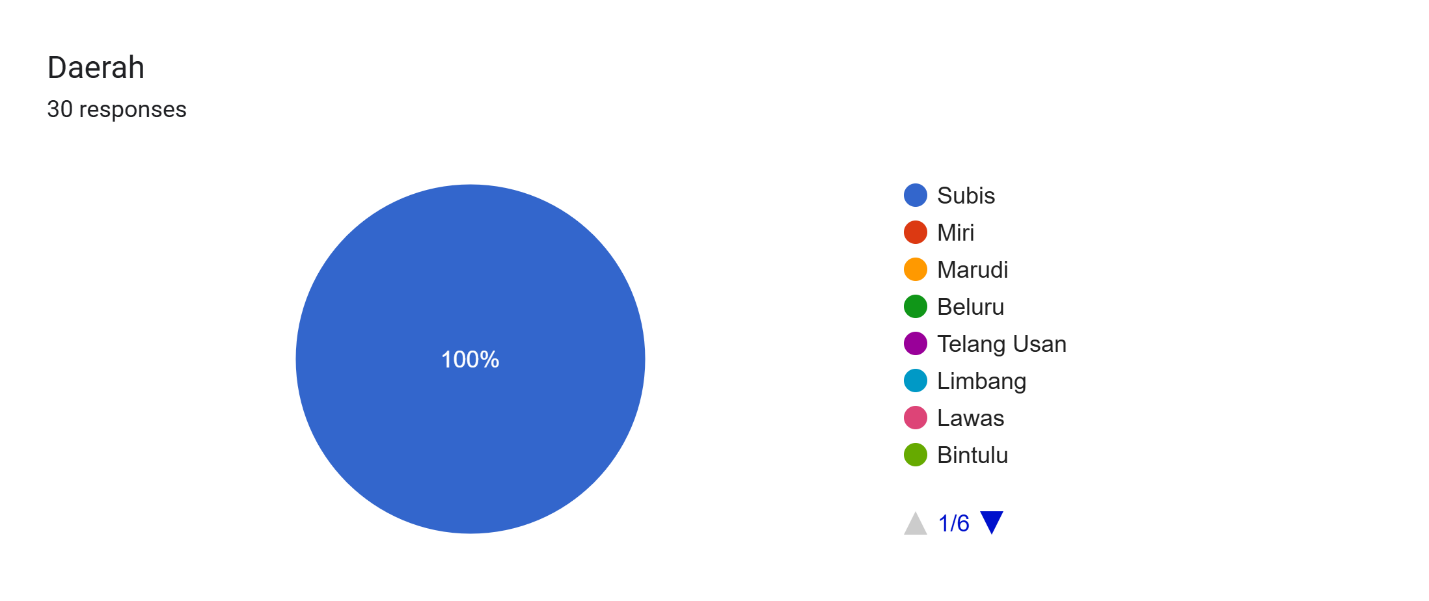 Daerah
30 responses
100%
Subis
Miri
Marudi
Beluru
Telang Usan
Limbang
Lawas
Bintulu
1/6